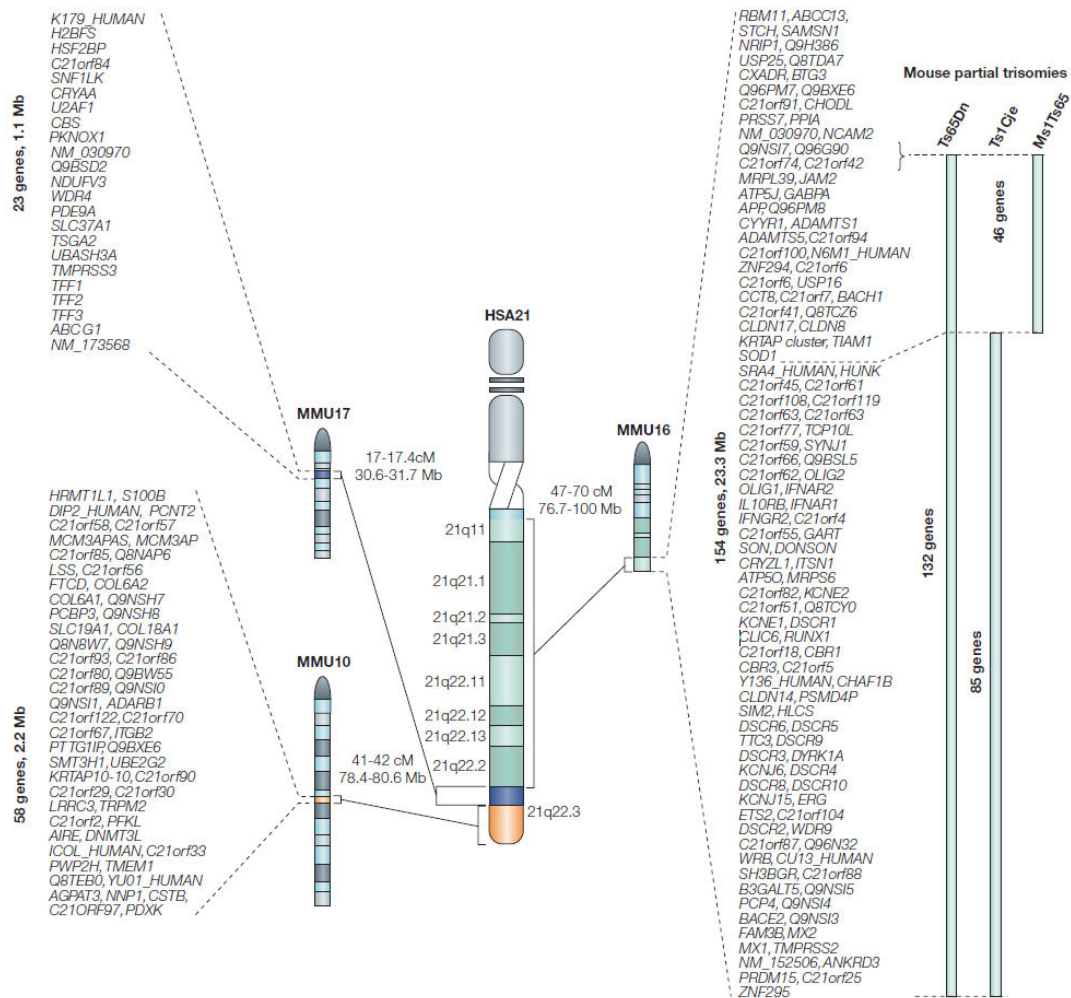 K179_HUMAN
H2BFS
HSF2BP
C21orf84
SNF1LK
CRYAA
U2AF1
CBS
PKNOX1
NM_030970
Q9BSD2
NDUFV3
WDR4
PDE9A
SLC37A1
TSGA2
UBASH3A
TMPRSS3
TFF1
TFF2
TFF3
ABCG1
NM_173568
23 genes, 1.1 Mb
HRMT1L1, S100B
DIP2_HUMAN, PCNT2
C21orf58, C21orf57
MCM3APAS, MCM3AP
C21orf85, Q8NAP6
LSS, C21orf56
FTCD, COL6A2
COL6A1, Q9NSH7
PCBP3, Q9NSH8
SLC19A1, COL18A1
Q8N8W7, Q9NSH9
C21orf93, C21orf86
C21orf80, Q9BW55
C21orf89, Q9NSI0
Q9NSI1, ADARB1
C21orf122, C21orf70
C21orf67, ITGB2
PTTG1IP, Q9BXE6
SMT3H1, UBE2G2
KRTAP10-10, C21orf90
C21orf29, C21orf30
LRRC3, TRPM2
C21orf2, PFKL
AIRE, DNMT3L
ICOL_HUMAN, C21orf33
PWP2H, TMEM1
Q8TEB0, YU01_HUMAN
AGPAT3, NNP1, CSTB,
C21ORF97, PDXK
58 genes, 2.2 Mb
MMU17
17-17.4cM
30.6-31.7 Mb
MMU10
41-42 cM
78.4-80.6 Mb
HSA21
21q11
21q21.1
21q21.2
21q21.3
21q22.11
21q22.12
21q22.13
21q22.2
21q22.3
MMU16
47-70 cM
76.7-100 Mb
RBM11, ABCC13,
STCH, SAMSN1
NRIP1, Q9H386
USP25, Q8TDA7
CXADR, BTG3
Q96PM7, Q9BXE6
C21orf91, CHODL
PRSS7, PPIA
NM_030970, NCAM2
Q9NSI7, Q96G90
C21orf74, C21orf42
MRPL39, JAM2
ATP5J, GABPA
APP, Q96PM8
CYYR1, ADAMTS1
ADAMTS5, C21orf94
C21orf100, N6M1_HUMAN
ZNF294, C21orf6
C21orf6, USP16
CCT8, C21orf7, BACH1
C21orf41, Q8TCZ6
CLDN17, CLDN8
KRTAP cluster, TIAM1
SOD1
SRA4_HUMAN, HUNK
C21orf45, C21orf61
C21orf108, C21orf119
C21orf63, C21orf63
C21orf77, TCP10L
C21orf59, SYNJ1
C21orf66, Q9BSL5
C21orf62, OLIG2
OLIG1, IFNAR2
IL10RB, IFNAR1
IFNGR2, C21orf4
C21orf55, GART
SON, DONSON
CRYZL1, ITSN1
ATP5O, MRPS6
C21orf82, KCNE2
C21orf51, Q8TCY0
KCNE1, DSCR1
CLIC6, RUNX1
C21orf18, CBR1
CBR3, C21orf5
Y136_HUMAN, CHAF1B
CLDN14, PSMD4P
SIM2, HLCS
DSCR6, DSCR5
TTC3, DSCR9
DSCR3, DYRK1A
KCNJ6, DSCR4
DSCR8, DSCR10
KCNJ15, ERG
ETS2, C21orf104
DSCR2, WDR9
C21orf87, Q96N32
WRB, CU13_HUMAN
SH3BGR, C21orf88
B3GALT5, Q9NSI5
PCP4, Q9NSI4
BACE2, Q9NSI3
FAM3B, MX2
MX1, TMPRSS2
NM_152506, ANKRD3
PRDM15, C21orf25
ZNF295
154 genes, 23.3 Mb
Mouse partial trisomies
Ts65Dn
Ts1Cje
Ms1Ts65
46 genes
132 genes
85 genes